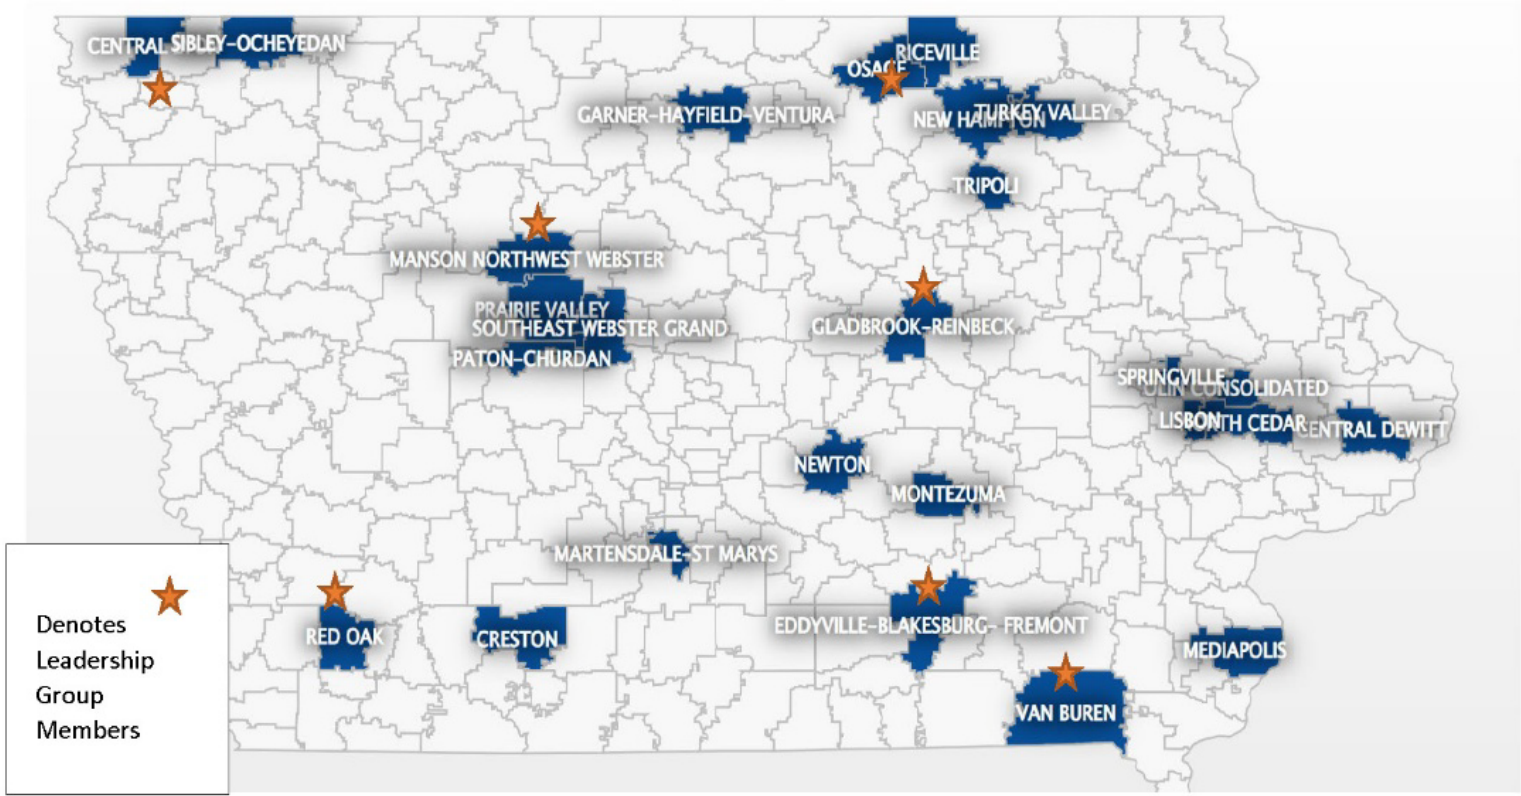 CENTRAL
SIBLEY-OCHEYEDAN
RICEVILLE
OSAGE
GARNER-HAYFIELD-VENTURA
NEW HAMPTON
TURKEY VALLEY
TRIPOLI
MANSON NORTHWEST WEBSTER
PRAIRIE VALLEY
SOUTHEAST WEBSTER GRAND
PATON-CHURDAN
GLADBROOK-REINBECK
SPRINGVILLE
OLIN CONSOLIDATED
LISBON
TH CEDAR
CENTRAL DEWITT
NEWTON
MONTEZUMA
MARTENSDALE-ST MARYS
RED OAK
CRESTON
EDDYVILLE-BLAKESBURG- FREMONT
MEDIAPOLIS
VAN BUREN
Denotes
Leadership
Group
Members